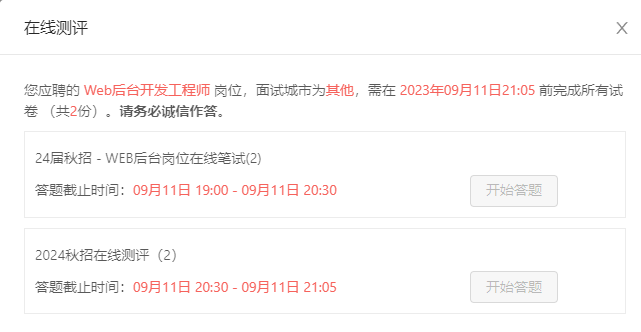 在线测评
X
您应聘的 Web后台开发工程师 岗位，面试城市为其他，需在 2023年09月11日21:05 前完成所有试
卷 （共2份）。请务必诚信作答。
24届秋招 - WEB后台岗位在线笔试(2)
答题截止时间：09月11日 19:00 - 09月11日 20:30
开始答题
2024秋招在线测评（2）
答题截止时间：09月11日 20:30 - 09月11日 21:05
开始答题